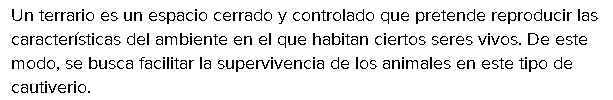 Un terrario es un espacio cerrado y controlado que pretende reproducir las
características del ambiente en el que habitan ciertos seres vivos. De este
modo, se busca facilitar la supervivencia de los animales en este tipo de
cautiverio.